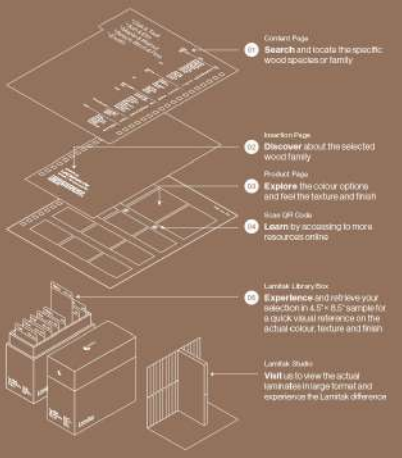 Content Page
01 Search and locate the specific
wood species or family
Insertion Page
02 Discover about the selected
wood family
Product Page
03 Explore the colour options
and feel the texture and finish
Scan QR Code
04 Learn by accessing to more
resources online
Lamitak Library Box
05 Experience and retrieve your
selection in 4.5" × 8.5" sample for
a quick visual reference on the
actual colour, texture and finish
Lamitak Studio
Visit us to view the actual
laminates in large format and
experience the Lamitak difference